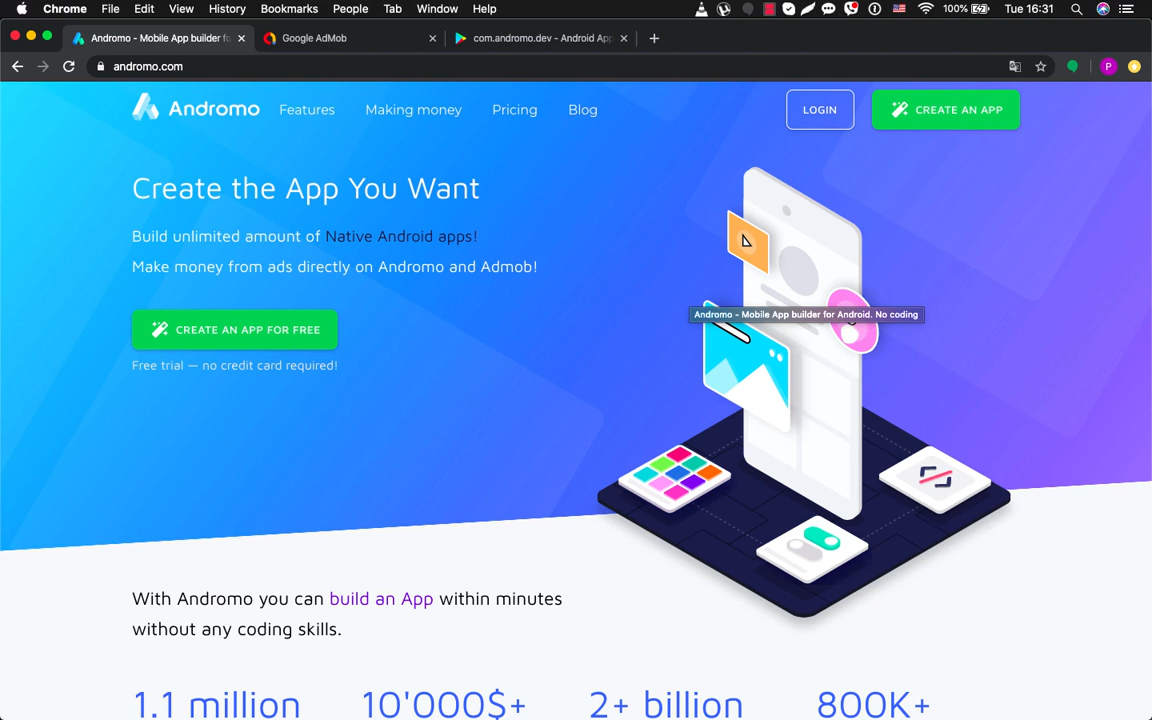 Chrome File Edit View History Bookmarks People Tab Window Help 100% Tue 16:31
Andromo - Mobile App builder fo
Google AdMob
com.andromo.dev - Android App
andromo.com
P
Andromo Features Making money Pricing Blog LOGIN CREATE AN APP
Create the App You Want
Build unlimited amount of Native Android apps!
Make money from ads directly on Andromo and Admob!
Andromo - Mobile App builder for Android. No coding
CREATE AN APP FOR FREE
Free trial — no credit card required!
With Andromo you can build an App within minutes
without any coding skills.
1.1 million 10'000$+ 2+ billion 800K+